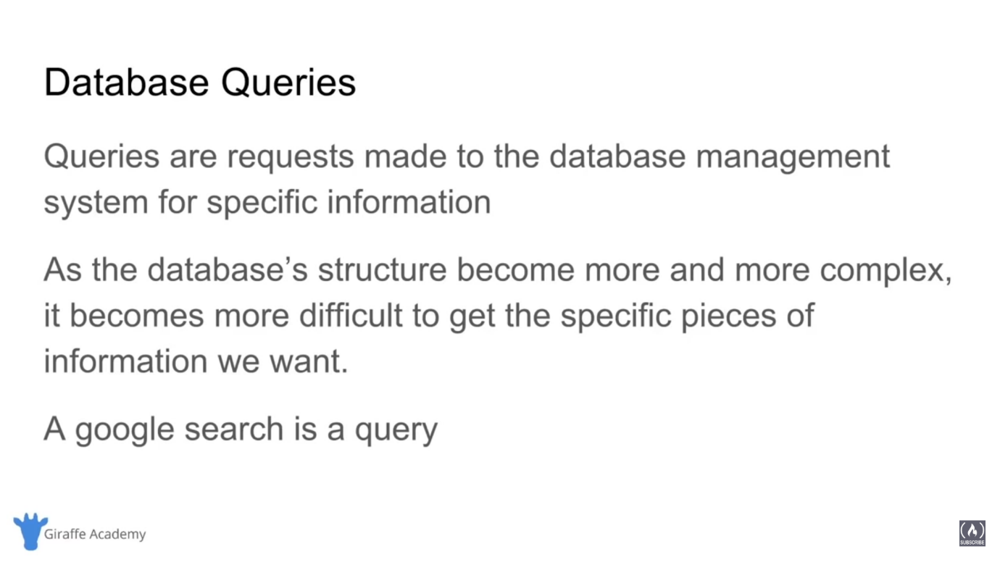 Database Queries
Queries are requests made to the database management
system for specific information
As the database’s structure become more and more complex,
it becomes more difficult to get the specific pieces of
information we want.
A google search is a query
Giraffe Academy
SUBSCRIBE